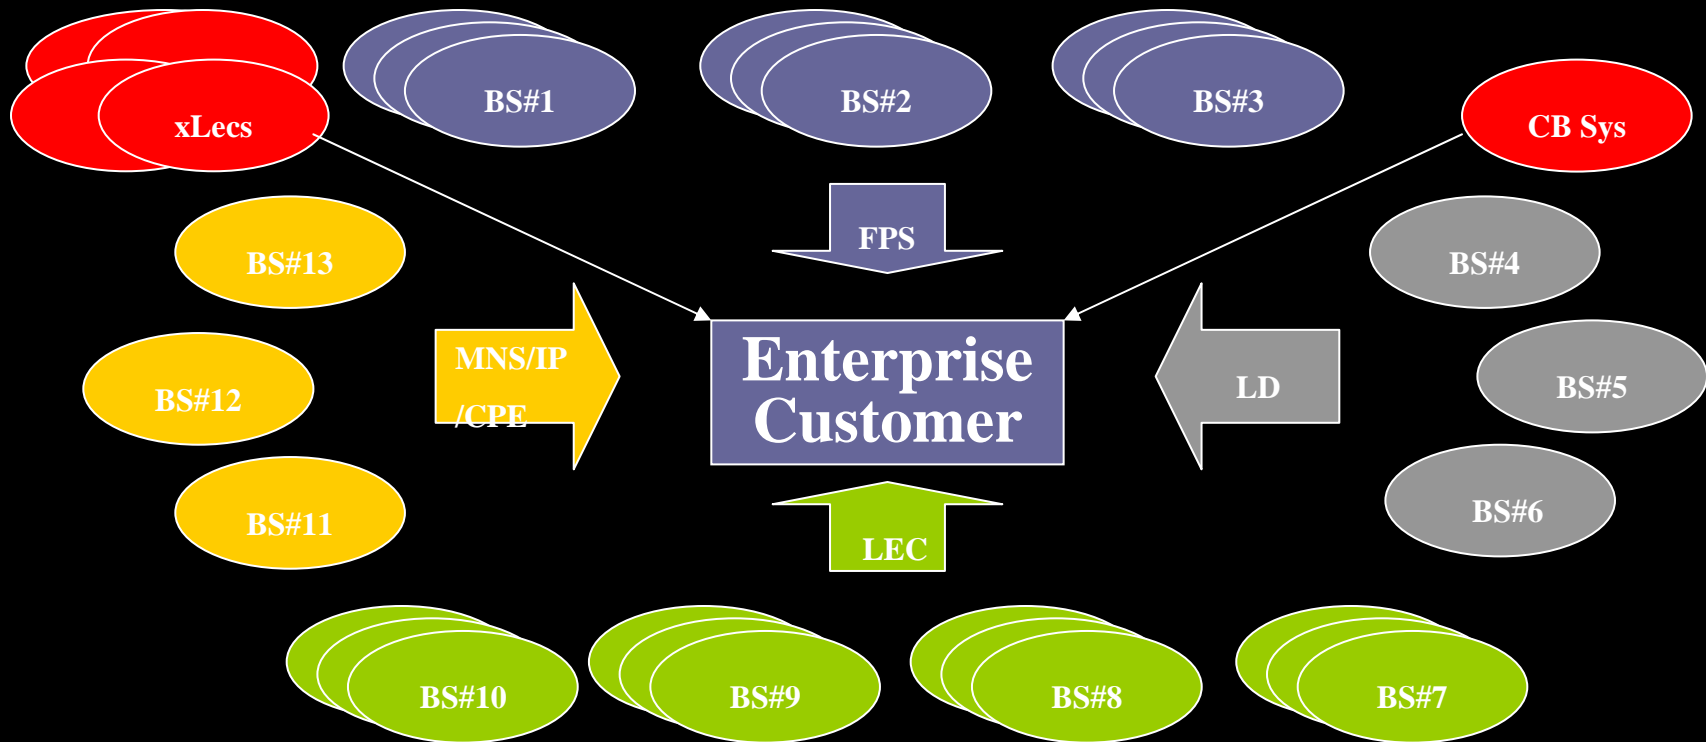 BS#1
BS#2
BS#3
xLecs
CB Sys
FPS
BS#13
BS#4
MNS/IP
/CPE
Enterprise
Customer
LD
BS#12
BS#5
BS#11
BS#6
LEC
BS#10
BS#9
BS#8
BS#7